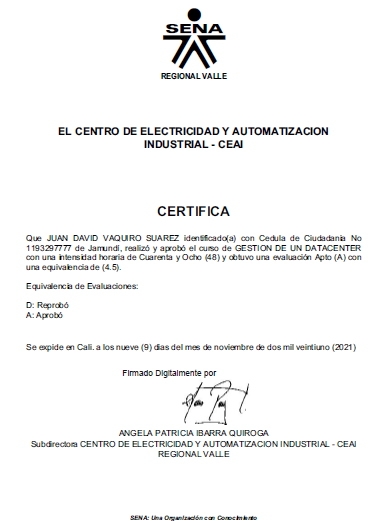 SENA
REGIONAL VALLE
EL CENTRO DE ELECTRICIDAD Y AUTOMATIZACION
INDUSTRIAL - CEAI
CERTIFICA
Que JUAN DAVID VAQUIRO SUAREZ identificado(a) con Cedula de Ciudadania No
1193297777 de Jamundí, realizó y aprobó el curso de GESTION DE UN DATACENTER
con una intensidad horaria de Cuarenta y Ocho (48) y obtuvo una evaluación Apto (A) con
una equivalencia de (4.5).
Equivalencia de Evaluaciones:
D: Reprobó
A: Aprobó
Se expide en Cali. a los nueve (9) dias del mes de noviembre de dos mil veintiuno (2021)
Firmado Digitalmente por
ANGELA PATRICIA IBARRA QUIROGA
Subdirectora CENTRO DE ELECTRICIDAD Y AUTOMATIZACION INDUSTRIAL - CEAI
REGIONAL VALLE
SENA: Una Organización con Conocimiento